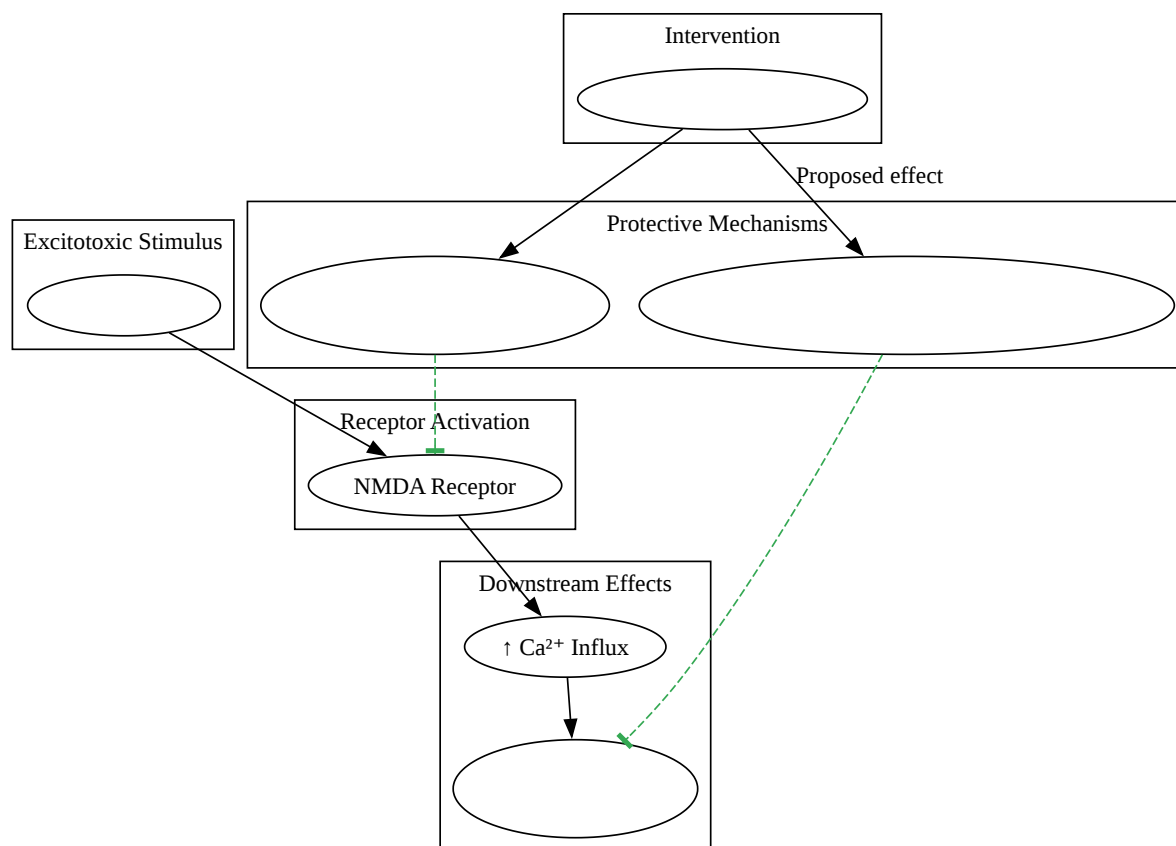 Intervention
Proposed effect
Protective Mechanisms
Excitotoxic Stimulus
Receptor Activation
NMDA Receptor
Downstream Effects
↑ Ca²⁺ Influx